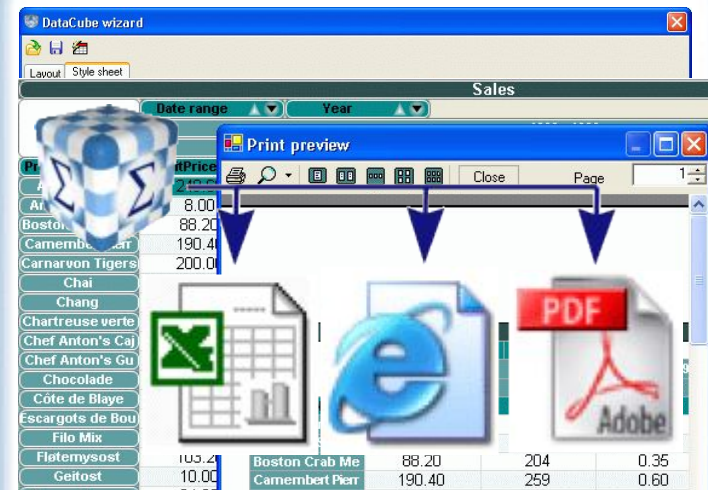 DataCube wizard
Layout Style sheet
Sales
Date range Year
Print preview
Close Page 1
8.00
Boston 88.20
Camembert Pierr 190.40
Carnarvon Tigers 200.00
Chai
Chang
Chartreuse verte
Chef Anton's Caj
Chef Anton's Gu
Chocolade
Côte de Blaye
Escargots de Bou
Filo Mix
Fløtemysost
Geitost 10.00
PDF
Adobe
Boston Crab Me 88.20 204 0.35
Camembert Pierr 190.40 259 0.60